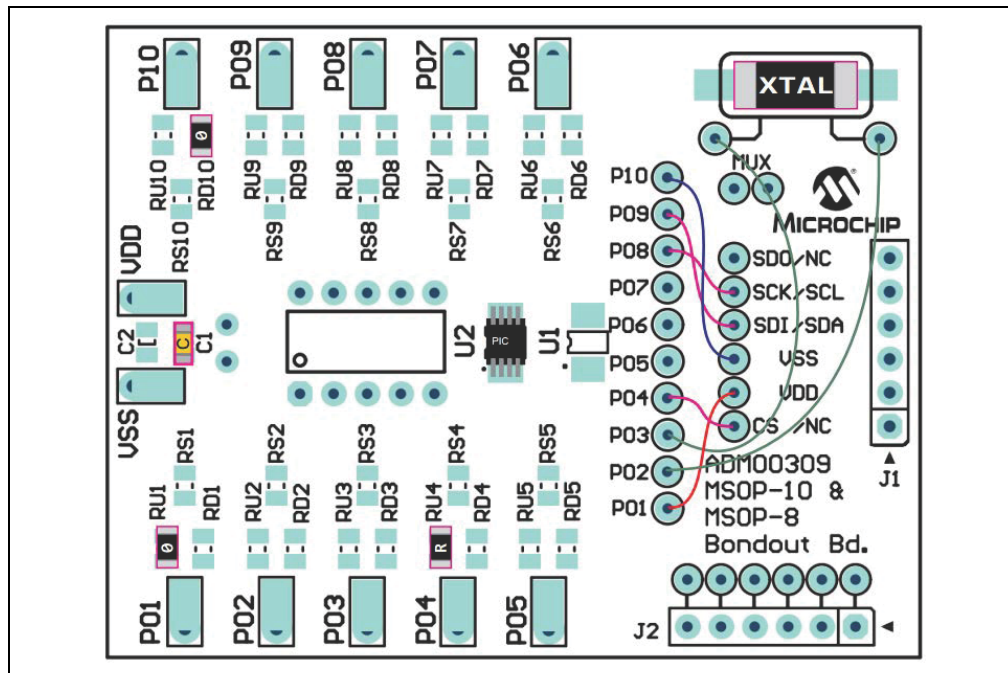 P10 P09 P08 P07 P06
XTAL
0
RU10 RD10 RU9 RD9 RU8 RD8 RU7 RD7 RU6 RD6
RS10 RS9 RS8 RS7 RS6
MUX
MICROCHIP
P10
P09
P08
P07
P06
P05
P04
P03
P02
P01
SDO/NC
SCK/SCL
SDI/SDA
VSS
VDD
CS /NC
VDD
C2 C C1
VSS
U2 PIC U1
RS1 RS2 RS3 RS4 RS5
RU1 RD1 RU2 RD2 RU3 RD3 RU4 RD4 RU5 RD5
0 R
P01 P02 P03 P04 P05
ADM00309
MSOP-10 &
MSOP-8
Bondout Bd.
J1
J2